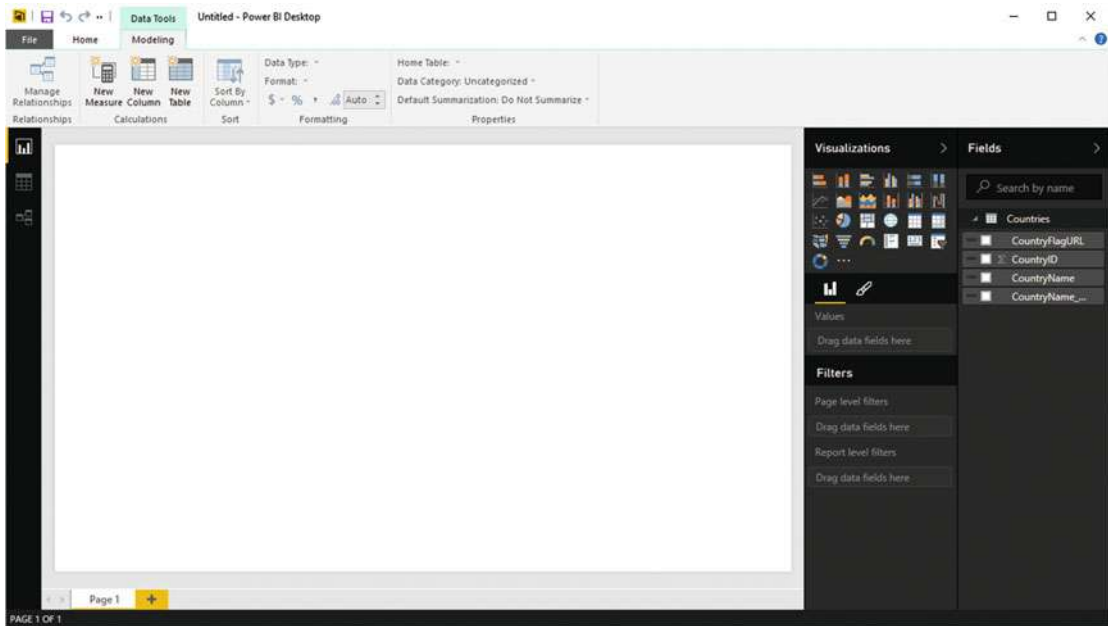 Data Tools Untitled - Power BI Desktop
File Home Modeling
Manage Relationships
New Measure
New Column
New Table
Sort By Column
Data Type:
Format:
$ % , Auto
Home Table:
Data Category: Uncategorized
Default Summarization: Do Not Summarize
Relationships Calculations Sort Formatting Properties
Visualizations
Values
Drag data fields here
Filters
Page level filters
Drag data fields here
Report level filters
Drag data fields here
Fields
Search by name
Countries
CountryFlagURL
Σ CountryID
CountryName
CountryName_...
Page 1 +
PAGE 1 OF 1